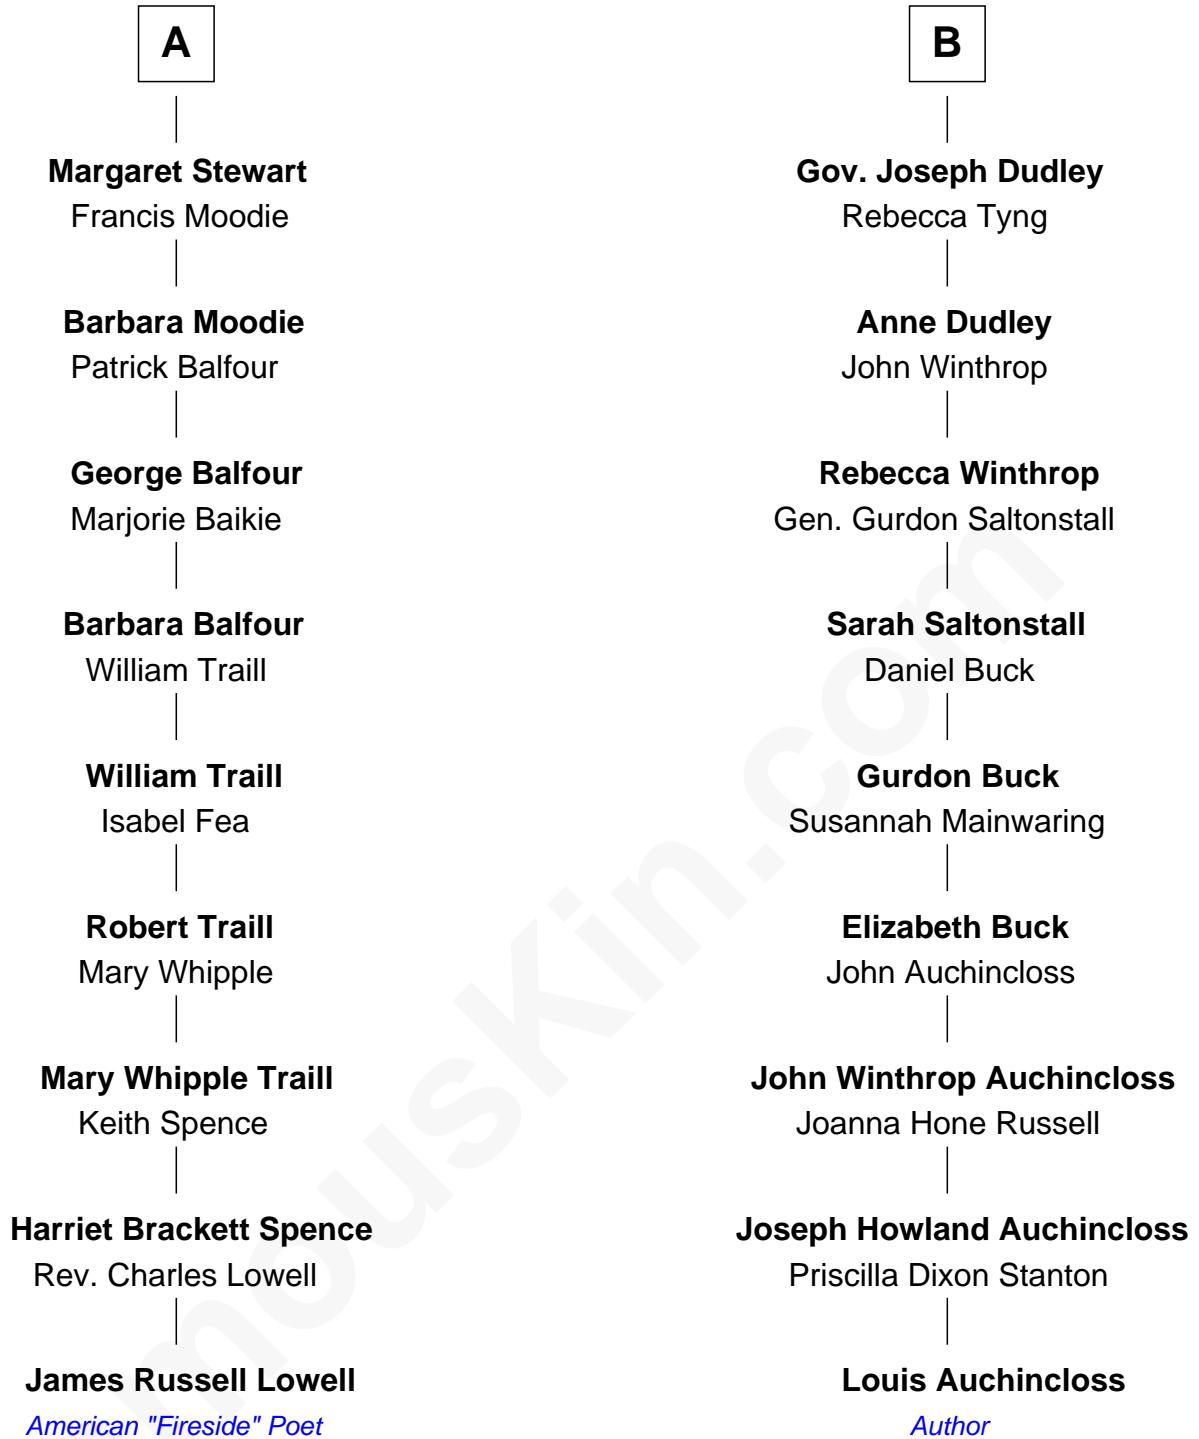 A
Margaret Stewart
Francis Moodie
Barbara Moodie
Patrick Balfour
George Balfour
Marjorie Baikie
Barbara Balfour
William Traill
William Traill
Isabel Fea
Robert Traill
Mary Whipple
Mary Whipple Traill
Keith Spence
Harriet Brackett Spence
Rev. Charles Lowell
James Russell Lowell
American "Fireside" Poet
B
Gov. Joseph Dudley
Rebecca Tyng
Anne Dudley
John Winthrop
Rebecca Winthrop
Gen. Gurdon Saltonstall
Sarah Saltonstall
Daniel Buck
Gurdon Buck
Susannah Mainwaring
Elizabeth Buck
John Auchincloss
John Winthrop Auchincloss
Joanna Hone Russell
Joseph Howland Auchincloss
Priscilla Dixon Stanton
Louis Auchincloss
Author
mousKin.com